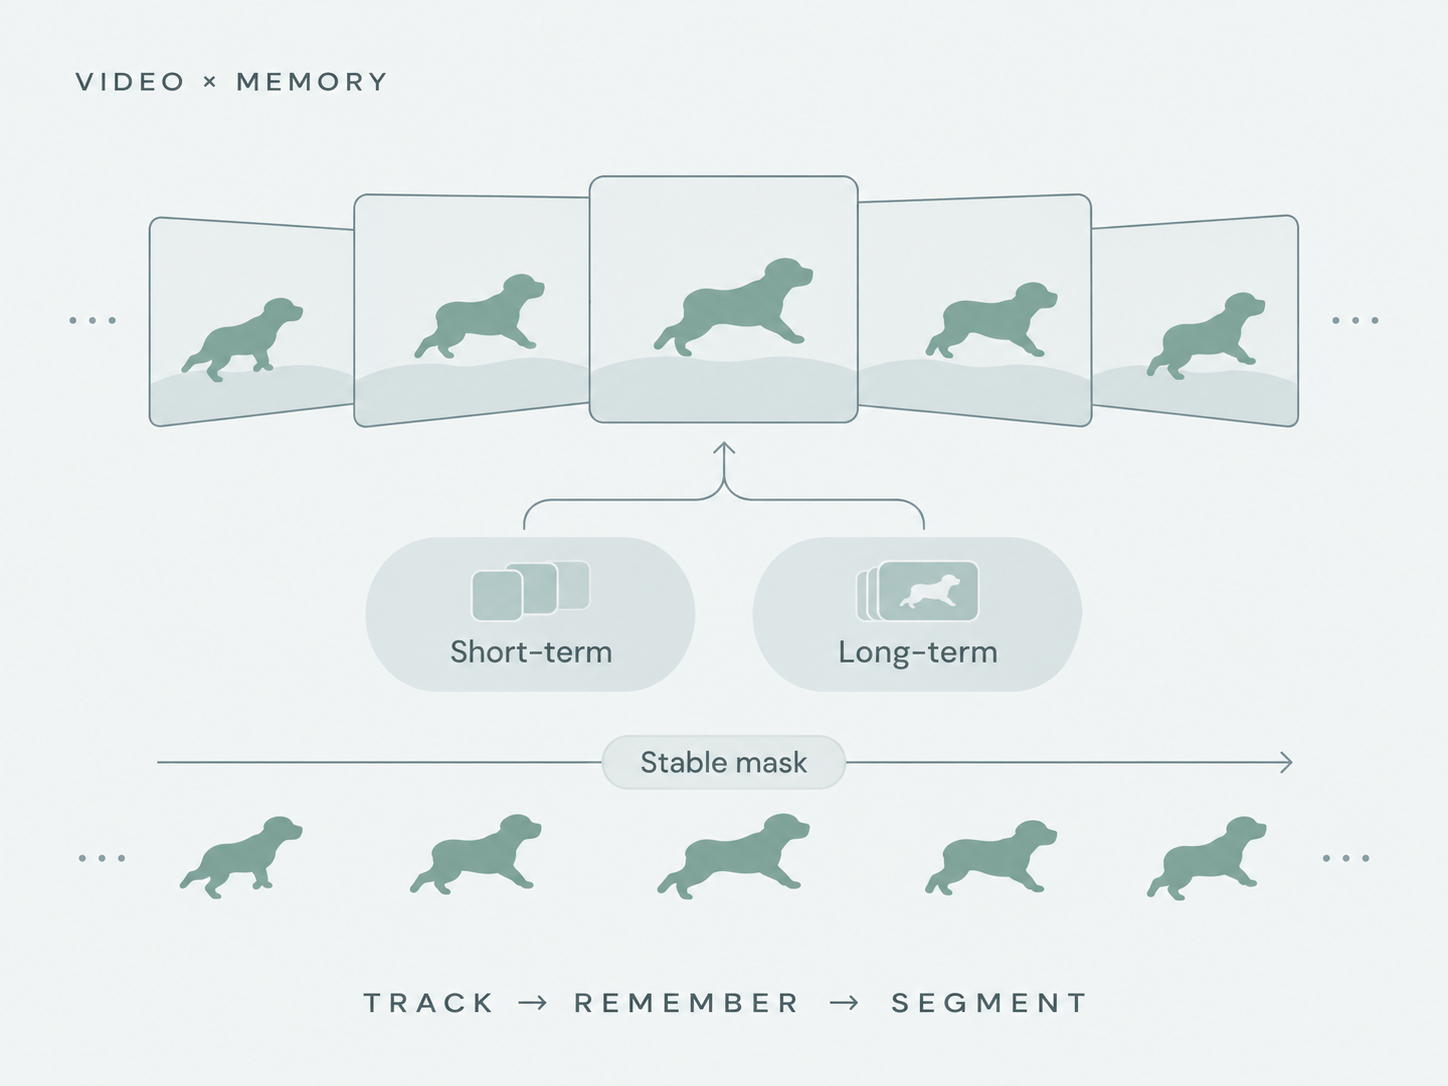 VIDEO × MEMORY
Short-term
Long-term
Stable mask
TRACK → REMEMBER → SEGMENT